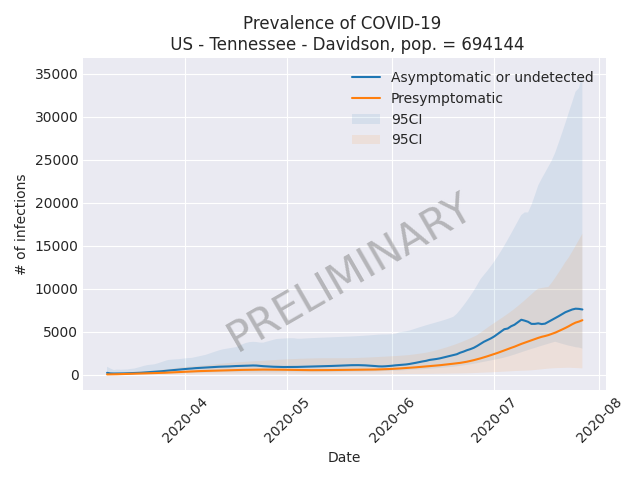 Prevalence of COVID-19
US - Tennessee - Davidson, pop. = 694144
35000
30000
25000
20000
15000
10000
5000
0
# of infections
Asymptomatic or undetected
Presymptomatic
95CI
95CI
PRELIMINARY
2020-04
2020-05
2020-06
2020-07
2020-08
Date